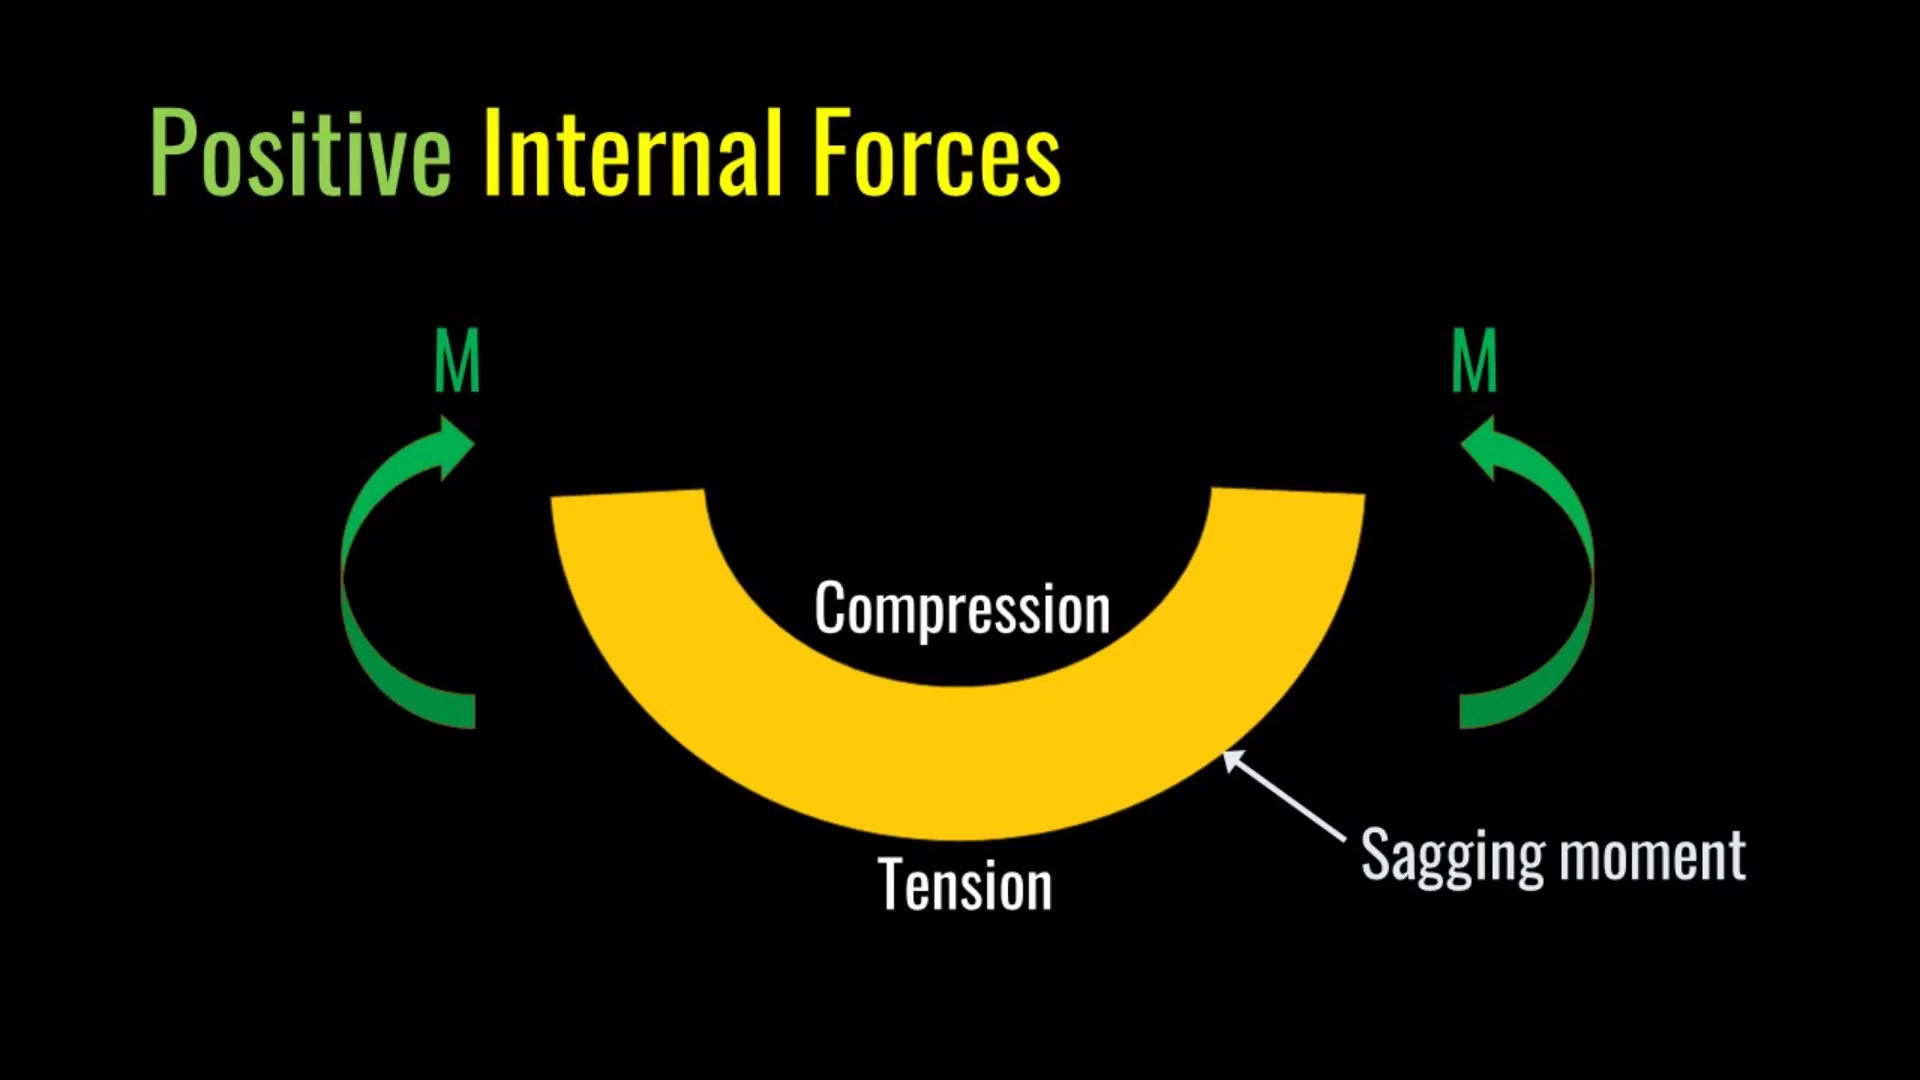 Positive Internal Forces
M
M
Compression
Sagging moment
Tension